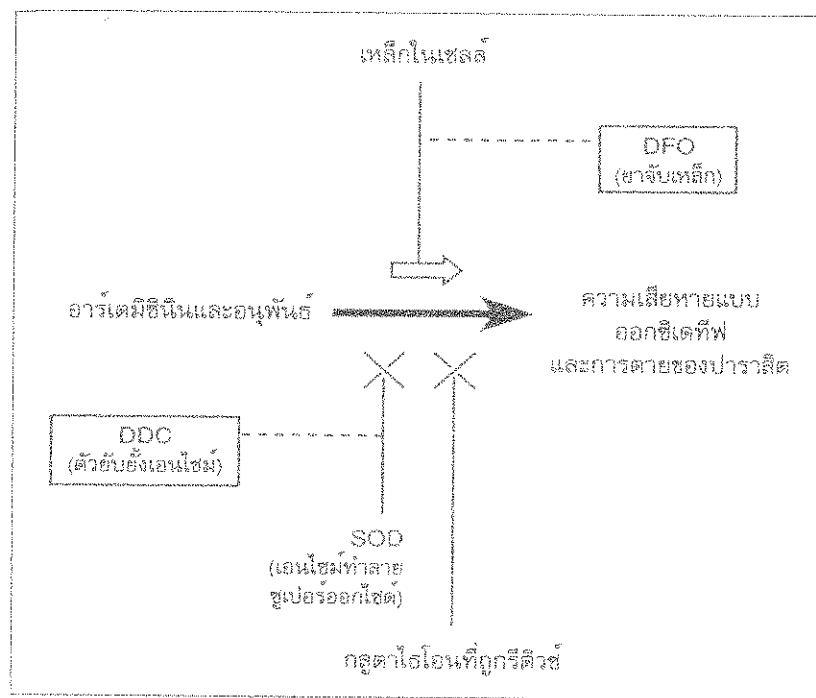 เหล็กในเซลล์
DFO
(ยาจับเหล็ก)
อาร์เตมิซินินและอนุพันธ์
ความเสียหายแบบ
ออกซิเดทีฟ
และการตายของปาราสิต
DDC
(ตัวยับยั้งเอนไซม์)
SOD
(เอนไซม์ทำลาย
ซูเปอร์ออกไซด์)
กลูตาไธโอนที่ถูกรีดิวซ์